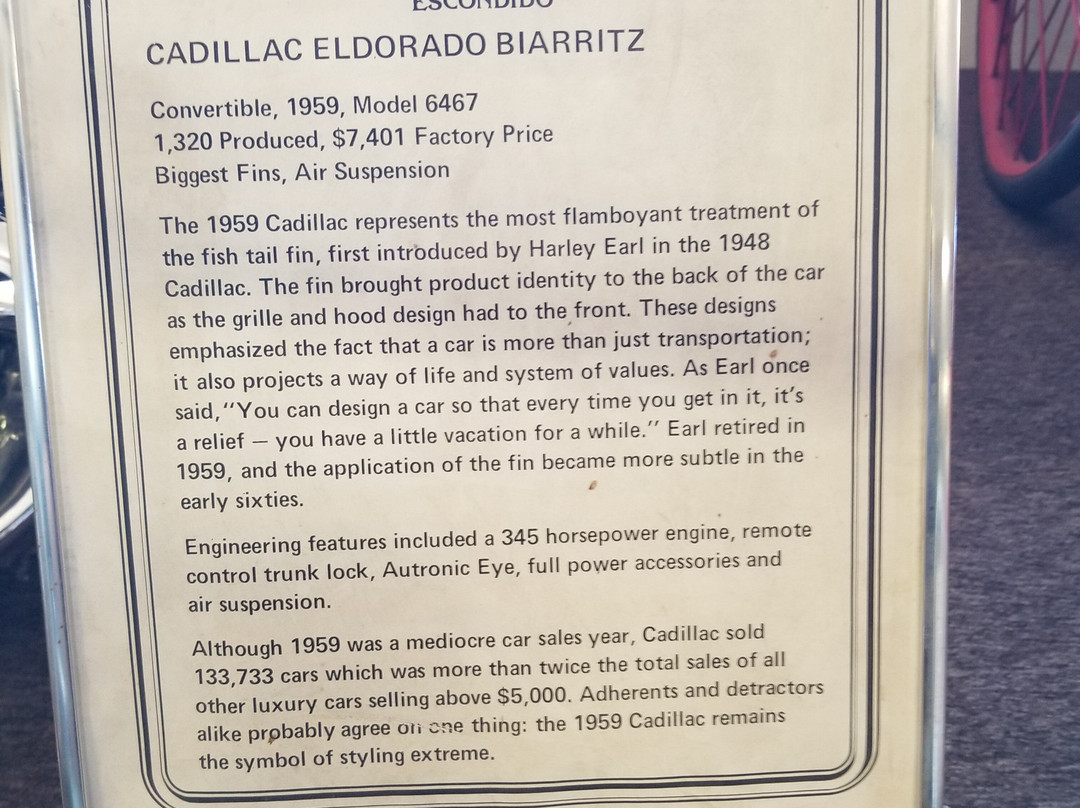 ESCONDIDO
CADILLAC ELDORADO BIARRITZ
Convertible, 1959, Model 6467
1,320 Produced, $7,401 Factory Price
Biggest Fins, Air Suspension
The 1959 Cadillac represents the most flamboyant treatment of
the fish tail fin, first introduced by Harley Earl in the 1948
Cadillac. The fin brought product identity to the back of the car
as the grille and hood design had to the front. These designs
emphasized the fact that a car is more than just transportation;
it also projects a way of life and system of values. As Earl once
said,''You can design a car so that every time you get in it, it's
a relief — you have a little vacation for a while.'' Earl retired in
1959, and the application of the fin became more subtle in the
early sixties.
Engineering features included a 345 horsepower engine, remote
control trunk lock, Autronic Eye, full power accessories and
air suspension.
Although 1959 was a mediocre car sales year, Cadillac sold
133,733 cars which was more than twice the total sales of all
other luxury cars selling above $5,000. Adherents and detractors
alike probably agree on one thing: the 1959 Cadillac remains
the symbol of styling extreme.